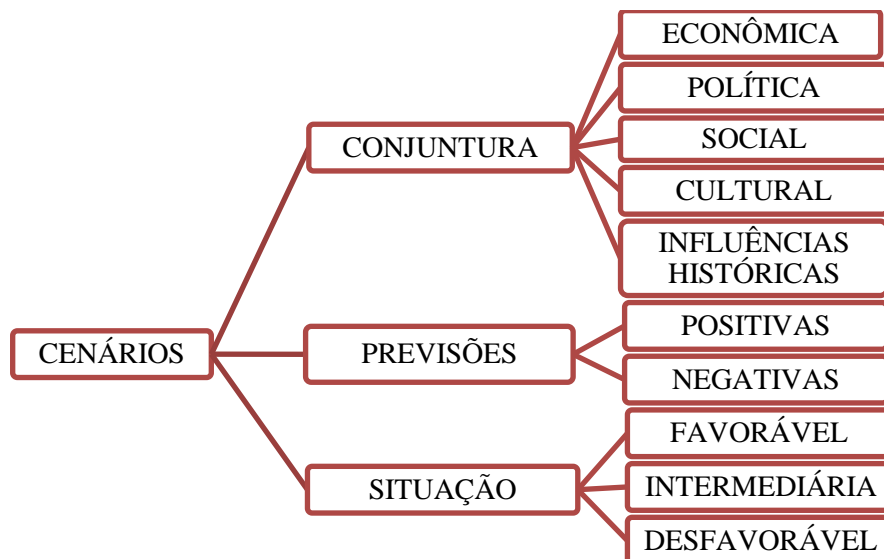 CENÁRIOS
CONJUNTURA
ECONÔMICA
POLÍTICA
SOCIAL
CULTURAL
INFLUÊNCIAS
HISTÓRICAS
PREVISÕES
POSITIVAS
NEGATIVAS
SITUAÇÃO
FAVORÁVEL
INTERMEDIÁRIA
DESFAVORÁVEL